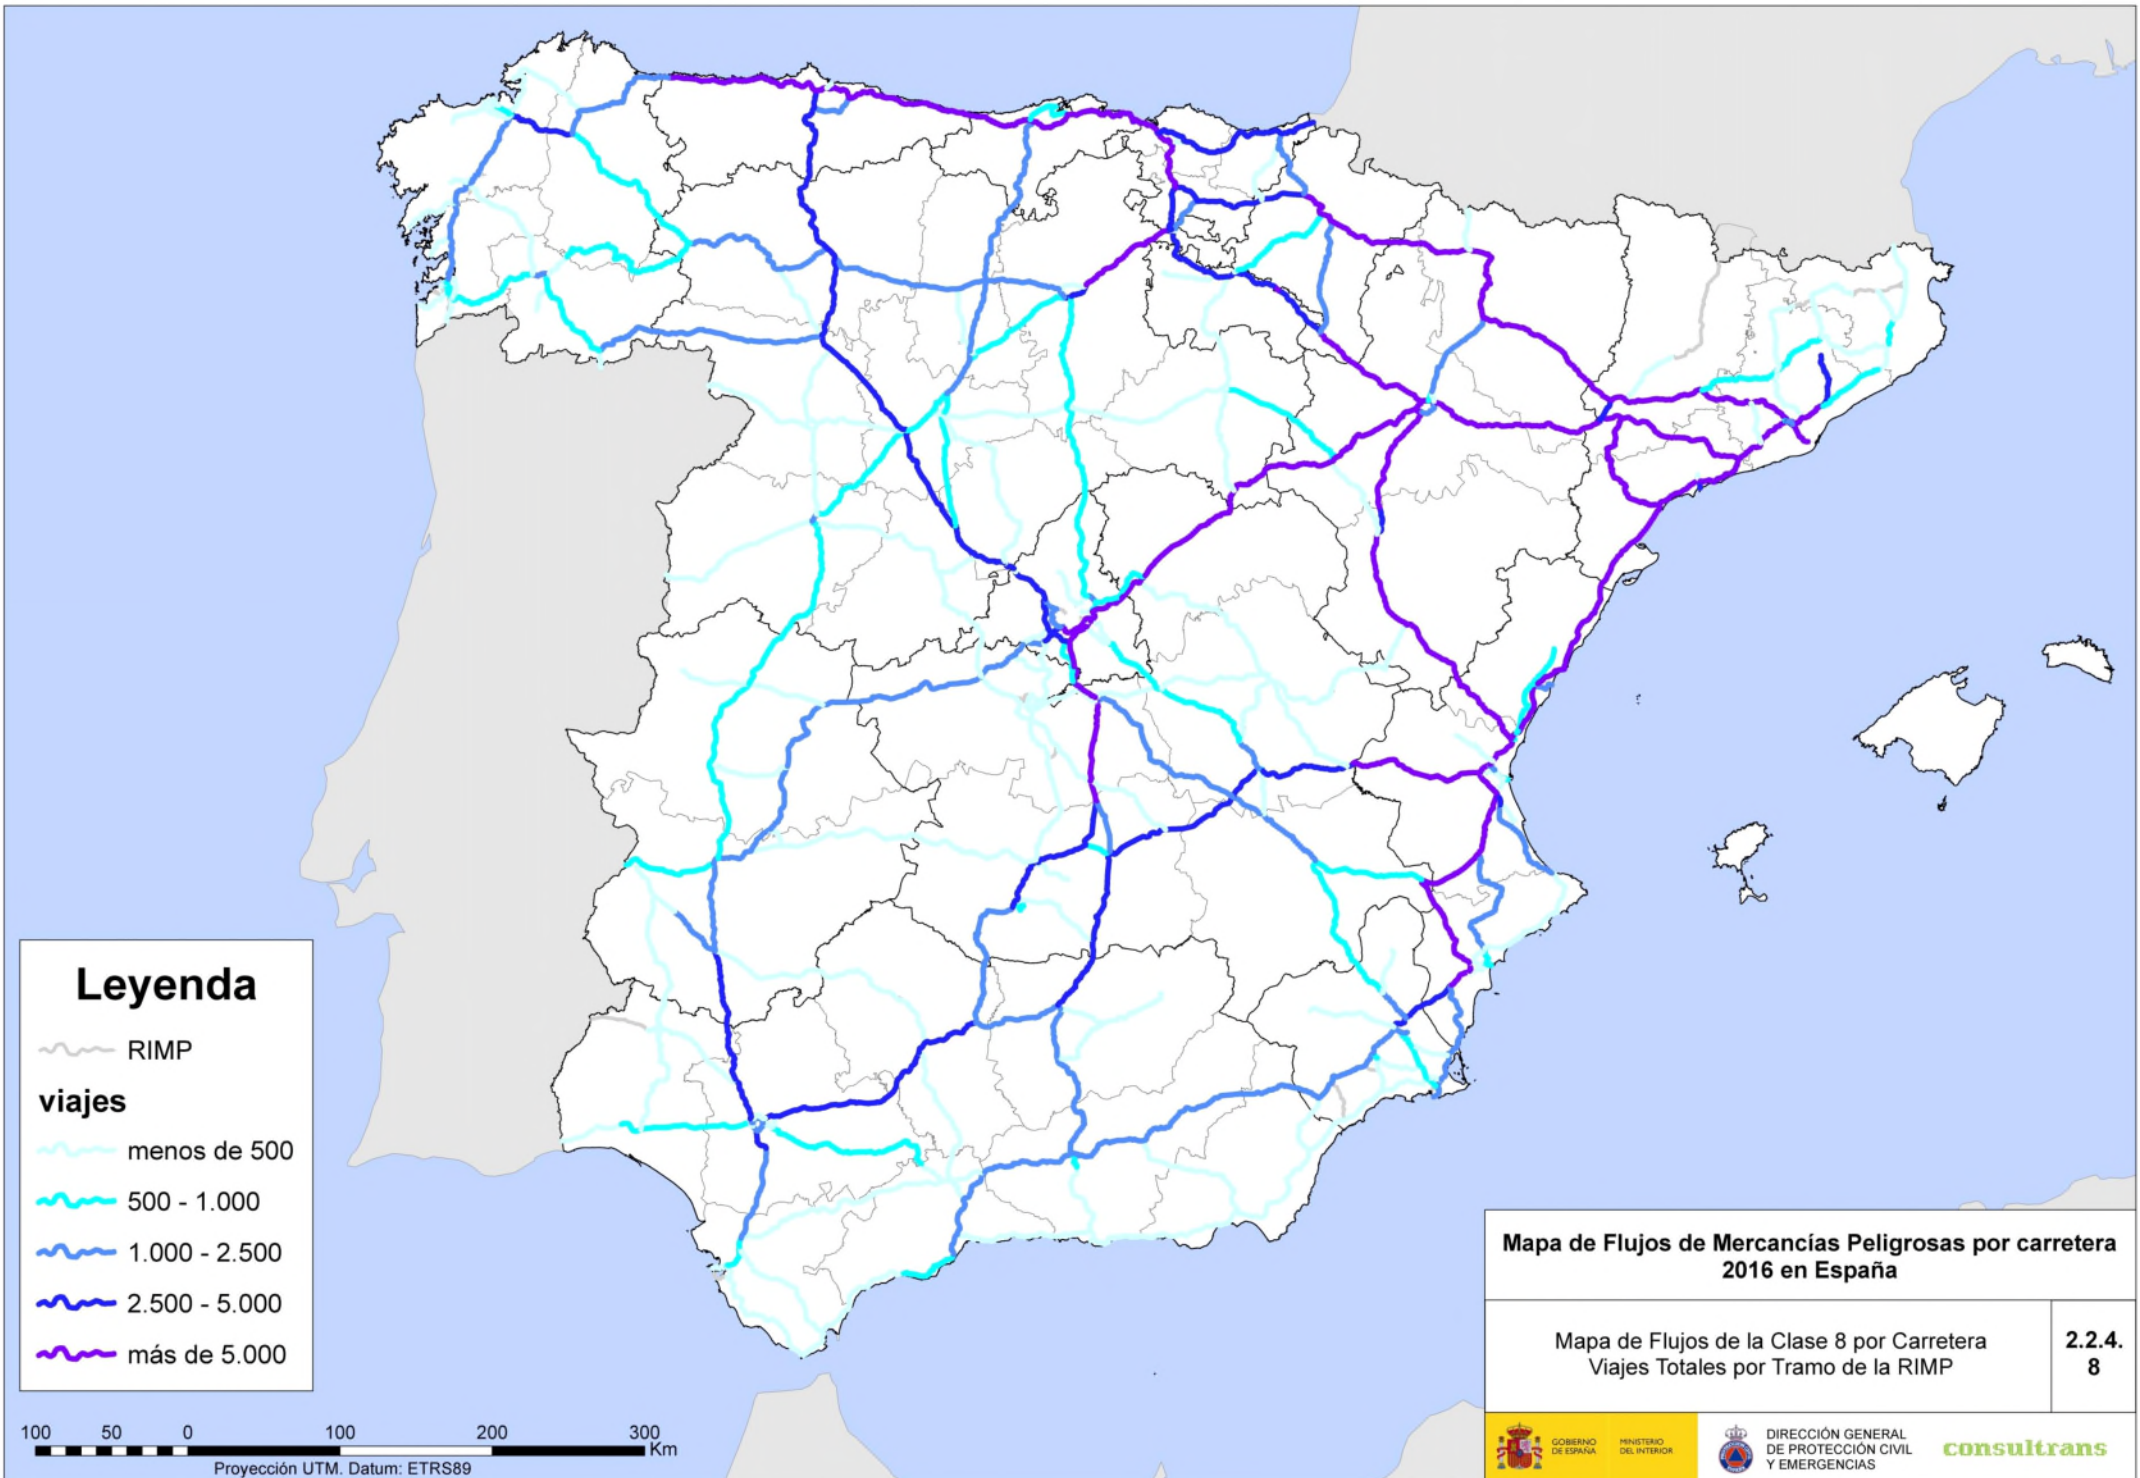 Leyenda
RIMP
viajes
menos de 500
500 - 1.000
1.000 - 2.500
2.500 - 5.000
más de 5.000
100 50 0 100 200 300
Km
Proyección UTM. Datum: ETRS89
Mapa de Flujos de Mercancías Peligrosas por carretera
2016 en España
Mapa de Flujos de la Clase 8 por Carretera
Viajes Totales por Tramo de la RIMP
2.2.4.
8
GOBIERNO
DE ESPAÑA
MINISTERIO
DEL INTERIOR
DIRECCIÓN GENERAL
DE PROTECCIÓN CIVIL
Y EMERGENCIAS
consultrans